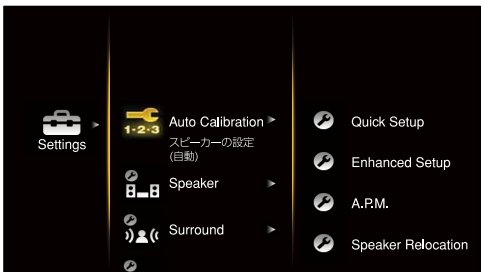 Settings
1-2-3
Auto Calibration
スピーカーの設定
(自動)
Speaker
Surround
Quick Setup
Enhanced Setup
A.P.M.
Speaker Relocation